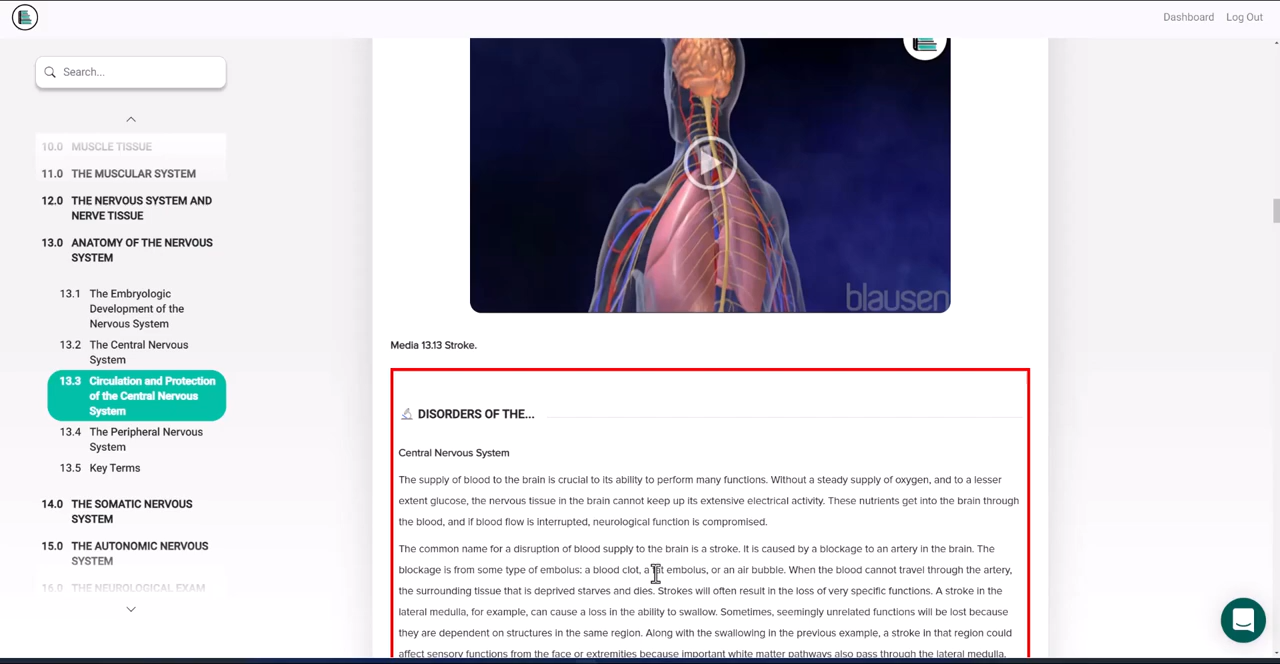 Dashboard Log Out
Search...
10.0 MUSCLE TISSUE
11.0 THE MUSCULAR SYSTEM
12.0 THE NERVOUS SYSTEM AND
NERVE TISSUE
13.0 ANATOMY OF THE NERVOUS
SYSTEM
13.1 The Embryologic
Development of the
Nervous System
13.2 The Central Nervous
System
13.3 Circulation and Protection
of the Central Nervous
System
13.4 The Peripheral Nervous
System
13.5 Key Terms
14.0 THE SOMATIC NERVOUS
SYSTEM
15.0 THE AUTONOMIC NERVOUS
SYSTEM
16.0 THE NEUROLOGICAL EXAM
blausen
Media 13.13 Stroke.
DISORDERS OF THE...
Central Nervous System
The supply of blood to the brain is crucial to its ability to perform many functions. Without a steady supply of oxygen, and to a lesser
extent glucose, the nervous tissue in the brain cannot keep up its extensive electrical activity. These nutrients get into the brain through
the blood, and if blood flow is interrupted, neurological function is compromised.
The common name for a disruption of blood supply to the brain is a stroke. It is caused by a blockage to an artery in the brain. The
blockage is from some type of embolus: a blood clot, a embolus, or an air bubble. When the blood cannot travel through the artery,
the surrounding tissue that is deprived starves and dies. Strokes will often result in the loss of very specific functions. A stroke in the
lateral medulla, for example, can cause a loss in the ability to swallow. Sometimes, seemingly unrelated functions will be lost because
they are dependent on structures in the same region. Along with the swallowing in the previous example, a stroke in that region could
affect sensory functions from the face or extremities because important white matter pathways also pass through the lateral medulla.